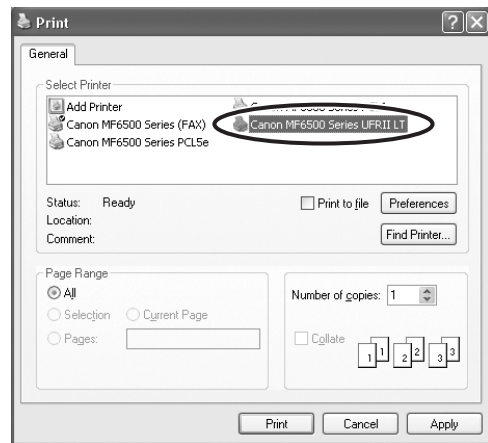 Print
General
Select Printer
Add Printer
Canon MF6500 Series (FAX)
Canon MF6500 Series PCL5e
Canon MF6500 Series UFRII LT
Status: Ready
Location:
Comment:
Print to file
Preferences
Find Printer...
Page Range
All
Selection
Current Page
Pages:
Number of copies: 1
Collate
1 1 2 2 3 3
Print
Cancel
Apply